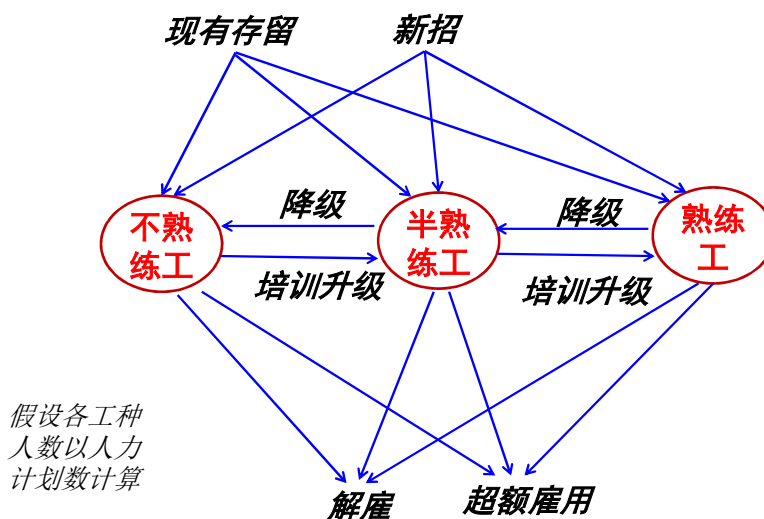 现有存留
新招
降级
降级
不熟
练工
半熟
练工
熟练
工
培训升级
培训升级
假设各工种
人数以人力
计划数计算
解雇
超额雇用